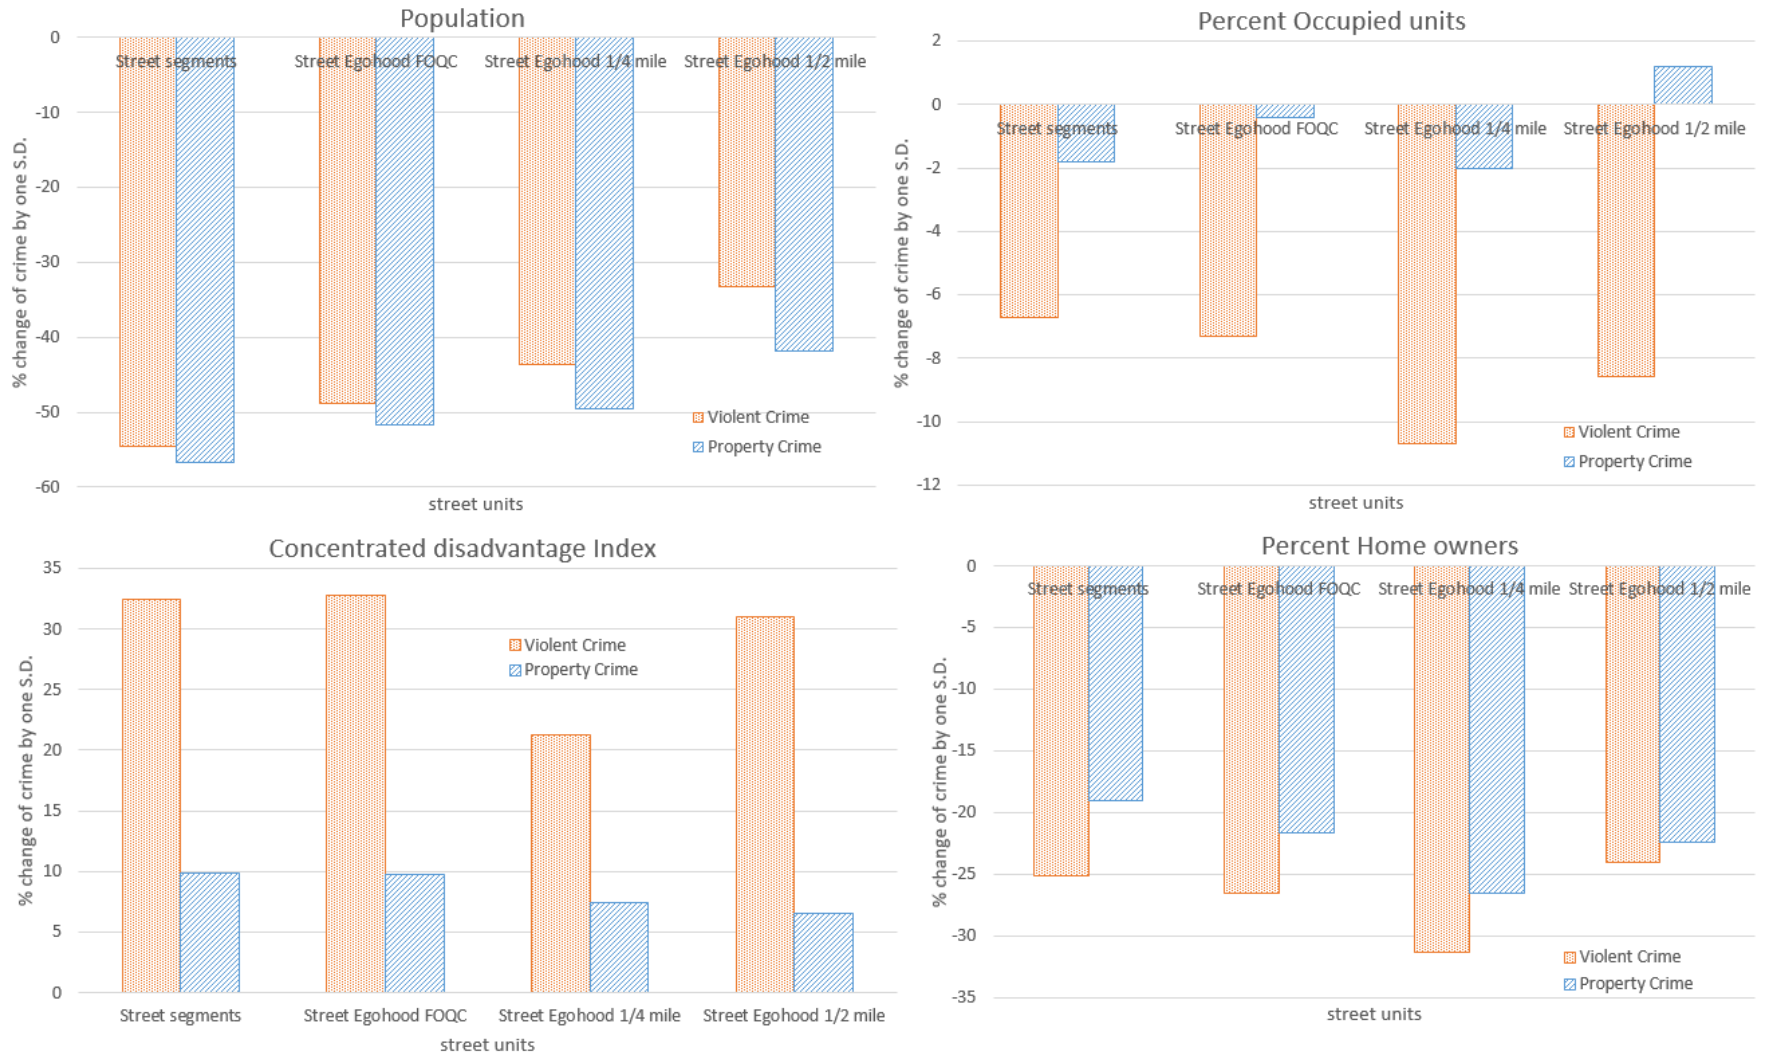 Population
0
-10
-20
-30
-40
-50
-60
% change of crime by one S.D.
Street segments
Street Egohood FOQC
Street Egohood 1/4 mile
Street Egohood 1/2 mile
Violent Crime
Property Crime
street units
Percent Occupied units
2
0
-2
-4
-6
-8
-10
-12
% change of crime by one S.D.
Street segments
Street Egohood FOQC
Street Egohood 1/4 mile
Street Egohood 1/2 mile
Violent Crime
Property Crime
street units
Concentrated disadvantage Index
35
30
25
20
15
10
5
0
% change of crime by one S.D.
Violent Crime
Property Crime
Street segments
Street Egohood FOQC
Street Egohood 1/4 mile
Street Egohood 1/2 mile
street units
Percent Home owners
0
-5
-10
-15
-20
-25
-30
-35
% change of crime by one S.D.
Street segments
Street Egohood FOQC
Street Egohood 1/4 mile
Street Egohood 1/2 mile
Violent Crime
Property Crime
street units